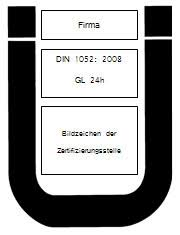 Firma
DIN 1052: 2008
GL 24h
Bildzeichen der
Zertifizierungsstelle